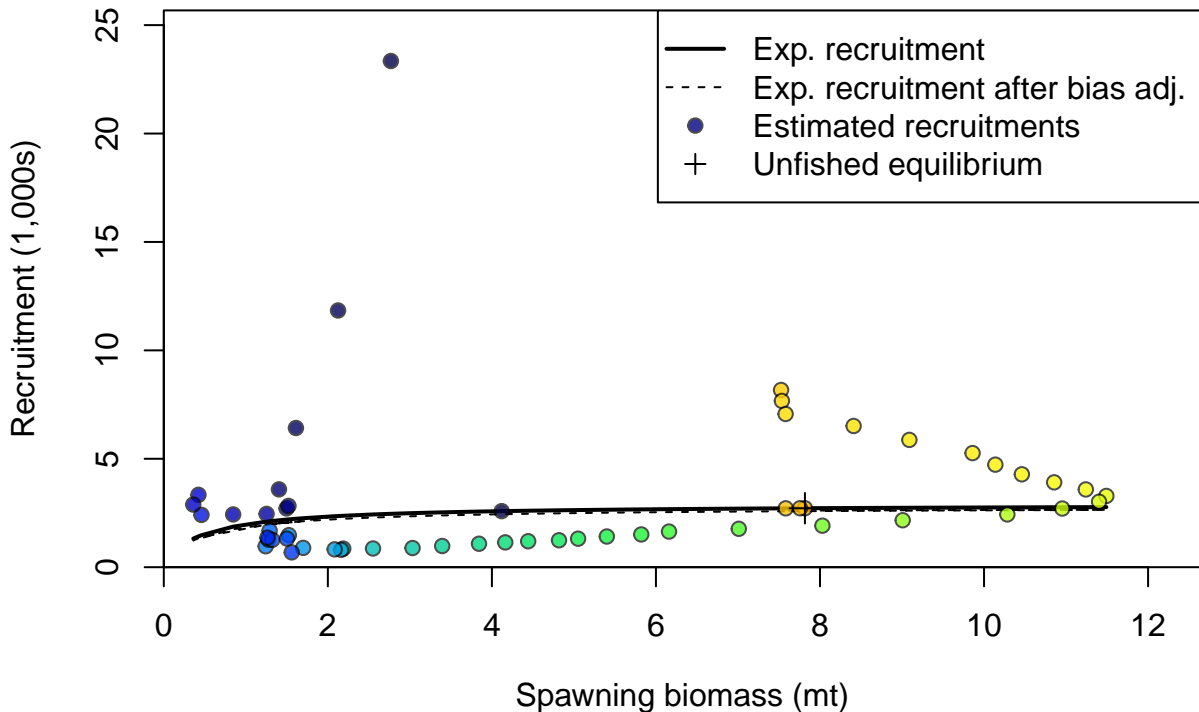 Exp. recruitment
Exp. recruitment after bias adj.
Estimated recruitments
Unfished equilibrium
Recruitment (1,000s)
25
20
15
10
5
0
0 2 4 6 8 10 12
Spawning biomass (mt)